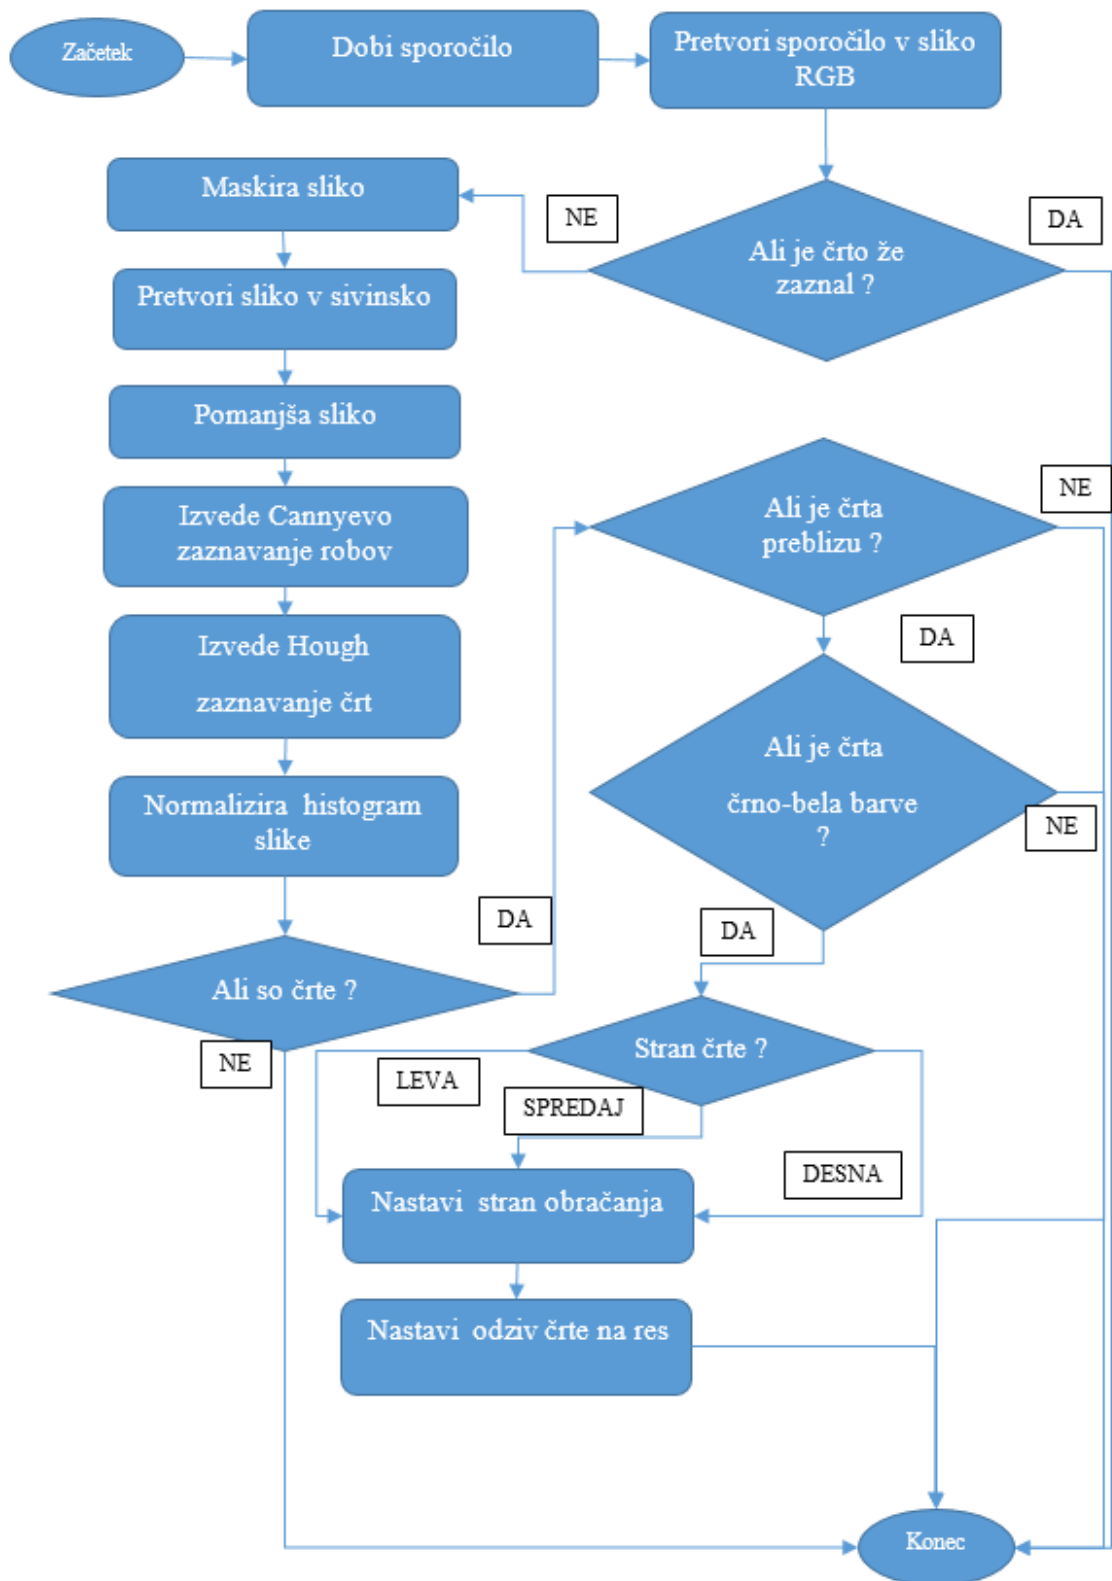 Začetek
Dobi sporočilo
Pretvori sporočilo v sliko
RGB
Maskira sliko
NE
DA
Ali je črto že
zaznal ?
Pretvori sliko v sivinsko
Pomanjša sliko
Izvede Cannyevo
zaznavanje robov
Ali je črta
preblizu ?
NE
Izvede Hough
zaznavanje črt
DA
Ali je črta
črno-bela barve
?
NE
Normalizira histogram
slike
DA
DA
Ali so črte ?
NE
Stran črte ?
LEVA
SPREDAJ
DESNA
Nastavi stran obračanja
Nastavi odziv črte na res
Konec